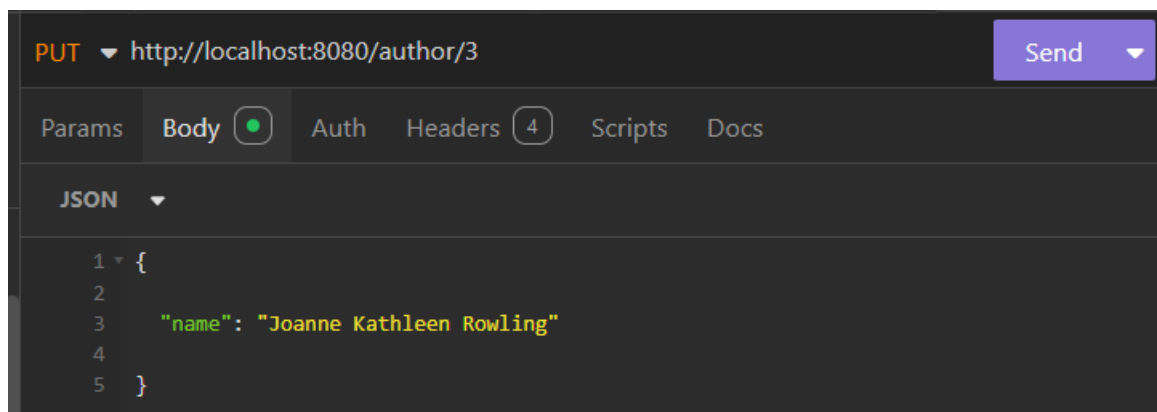 PUT http://localhost:8080/author/3 Send
Params Body Auth Headers 4 Scripts Docs
JSON
1 {
2
3 "name": "Joanne Kathleen Rowling"
4
5 }